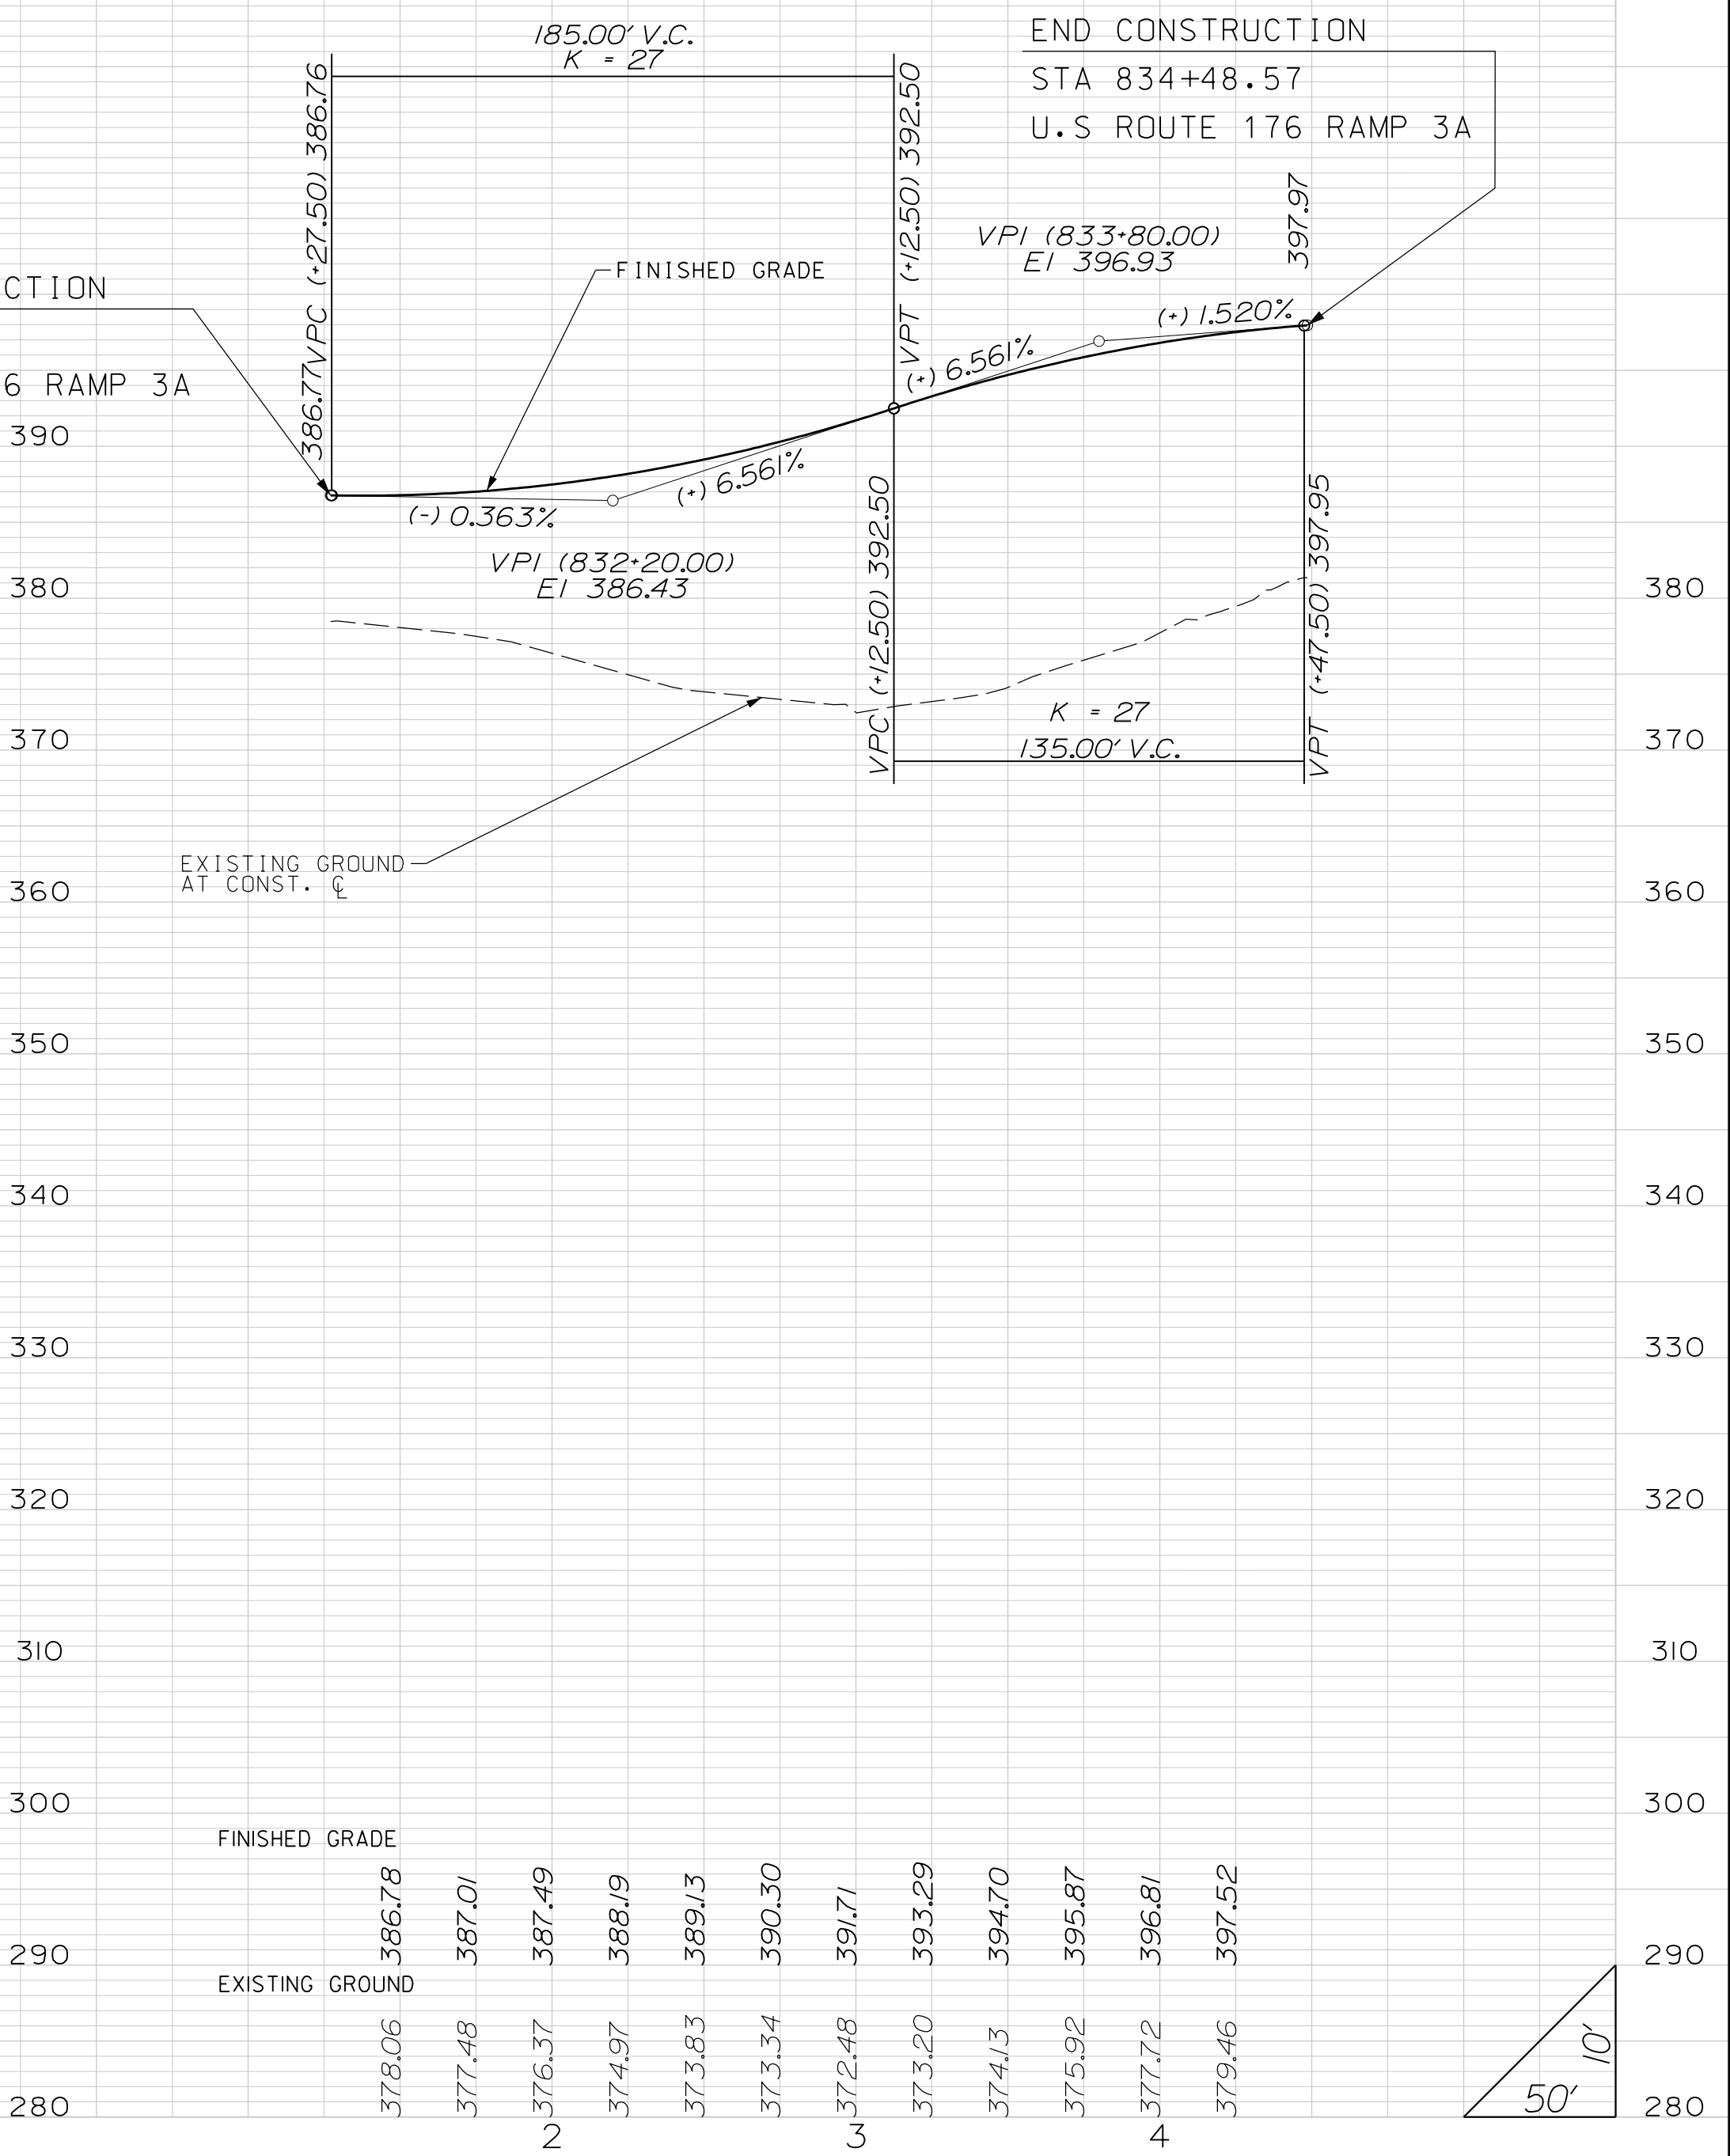 185.00' V.C.
K = 27
END CONSTRUCTION
STA 834+48.57
U.S ROUTE 176 RAMP 3A
VPC (+27.50) 386.76
386.77
VPT (+12.50) 392.50
397.97
VPI (833+80.00)
El 396.93
FINISHED GRADE
CTION
6 RAMP 3A
(+) 1.520%
(+) 6.561%
(+) 6.561%
(-) 0.363%
VPI (832+20.00)
El 386.43
VPC (+12.50) 392.50
VPT (+47.50) 397.95
K = 27
135.00' V.C.
EXISTING GROUND
AT CONST. ℄
390
380 380
370 370
360 360
350 350
340 340
330 330
320 320
310 310
300 300
FINISHED GRADE
386.78 387.01 387.49 388.19 389.13 390.30 391.71 393.29 394.70 395.87 396.81 397.52
290 290
EXISTING GROUND
378.06 377.48 376.37 374.97 373.83 373.34 372.48 373.20 374.13 375.92 377.72 379.46
10'
50'
280 280
2 3 4